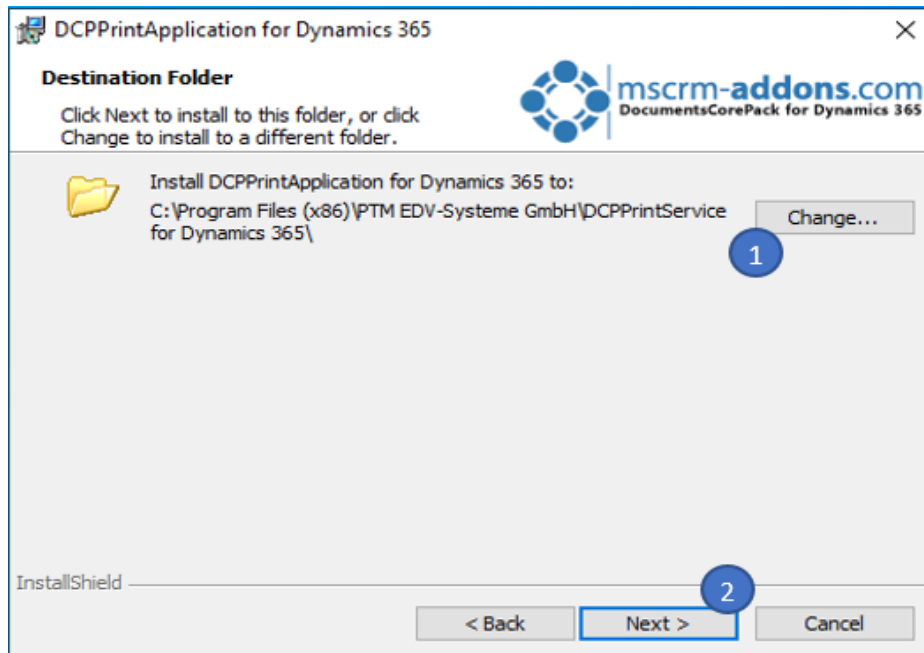 DCPPrintApplication for Dynamics 365
Destination Folder
Click Next to install to this folder, or click
Change to install to a different folder.
mscrm-addons.com
DocumentsCorePack for Dynamics 365
Install DCPPrintApplication for Dynamics 365 to:
C:\Program Files (x86)\PTM EDV-Systeme GmbH\DCPPrintService
for Dynamics 365\
Change...
1
InstallShield
2
< Back
Next >
Cancel